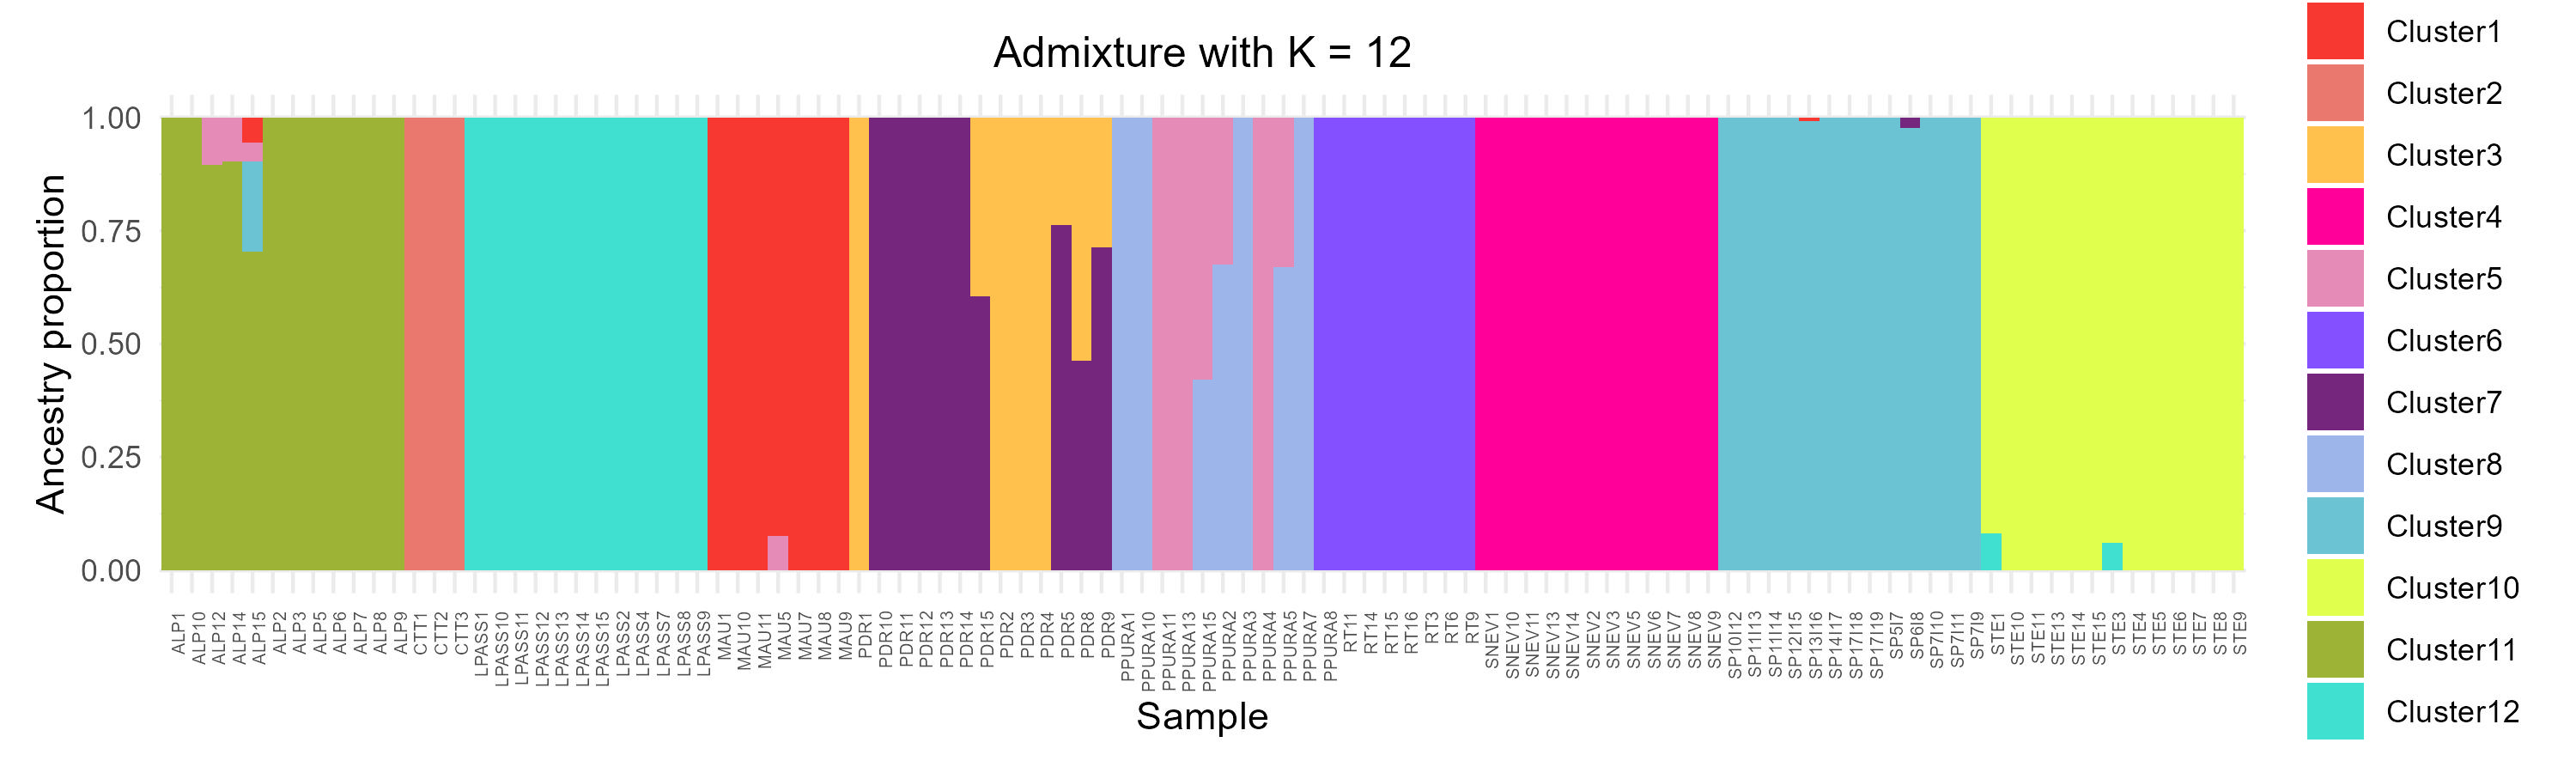 Admixture with K = 12
Ancestry proportion
1.00
0.75
0.50
0.25
0.00
ALP1
ALP10
ALP12
ALP14
ALP15
ALP2
ALP3
ALP5
ALP6
ALP7
ALP8
ALP9
CTT1
CTT2
CTT3
LPASS1
LPASS10
LPASS11
LPASS12
LPASS13
LPASS14
LPASS15
LPASS2
LPASS4
LPASS7
LPASS8
LPASS9
MAU1
MAU10
MAU11
MAU5
MAU7
MAU8
MAU9
PDR1
PDR10
PDR11
PDR12
PDR13
PDR14
PDR15
PDR2
PDR3
PDR4
PDR5
PDR8
PDR9
PPURA1
PPURA10
PPURA11
PPURA13
PPURA15
PPURA2
PPURA3
PPURA4
PPURA5
PPURA7
PPURA8
RT11
RT14
RT15
RT16
RT3
RT6
RT9
SNEV1
SNEV10
SNEV11
SNEV13
SNEV14
SNEV2
SNEV3
SNEV5
SNEV6
SNEV7
SNEV8
SNEV9
SP10I12
SP11I13
SP11I14
SP12I15
SP13I16
SP14I17
SP17I18
SP17I19
SP5I7
SP6I8
SP7I10
SP7I11
SP7I9
STE1
STE10
STE11
STE13
STE14
STE15
STE3
STE4
STE5
STE6
STE7
STE8
STE9
Sample
Cluster1
Cluster2
Cluster3
Cluster4
Cluster5
Cluster6
Cluster7
Cluster8
Cluster9
Cluster10
Cluster11
Cluster12